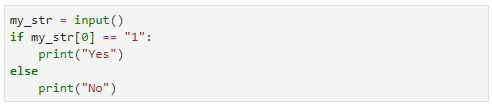 my_str = input()
if my_str[0] == "1":
    print("Yes")
else
    print("No")